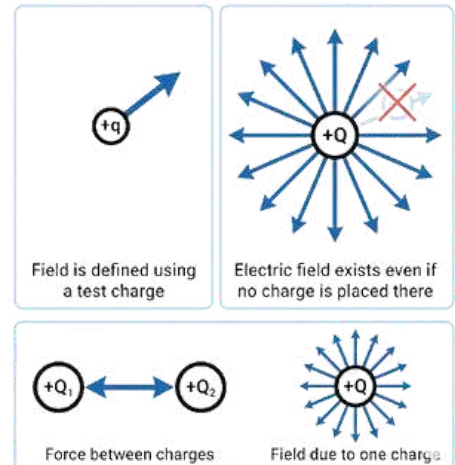 +q
+Q
Field is defined using
a test charge
Electric field exists even if
no charge is placed there
+Q₁
+Q₂
+Q
Force between charges
Field due to one charge